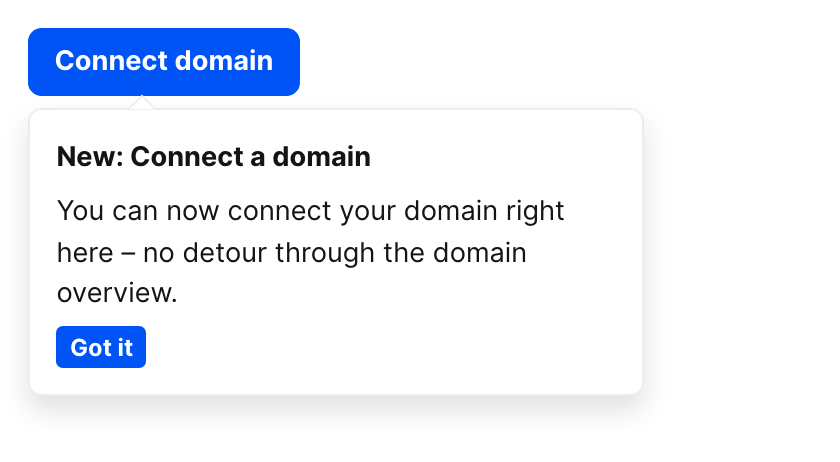 Connect domain
New: Connect a domain
You can now connect your domain right
here – no detour through the domain
overview.
Got it